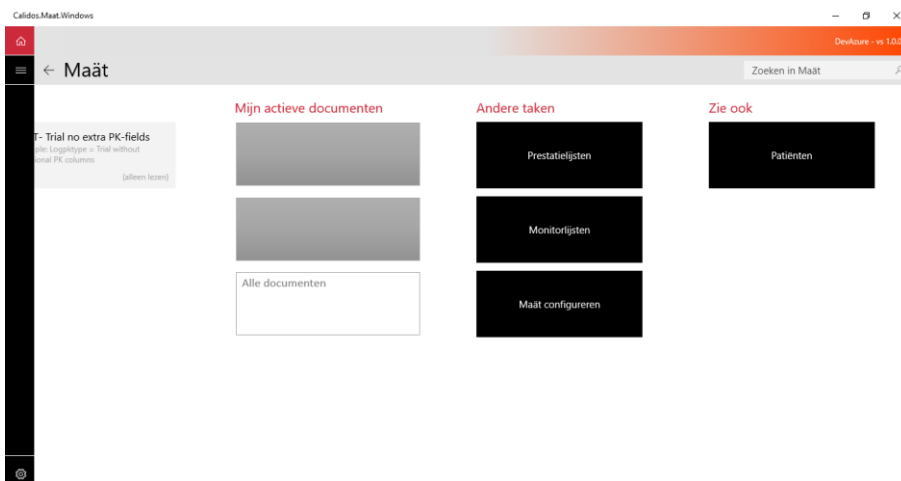 Calidos.Maat.Windows
DevAzure - vs 1.0.0
Maät
Zoeken in Maät
T- Trial no extra PK-fields
ple: Logpktype = Trial without
ional PK columns
(alleen lezen)
Mijn actieve documenten
Alle documenten
Andere taken
Prestatielijsten
Monitorlijsten
Maät configureren
Zie ook
Patiënten